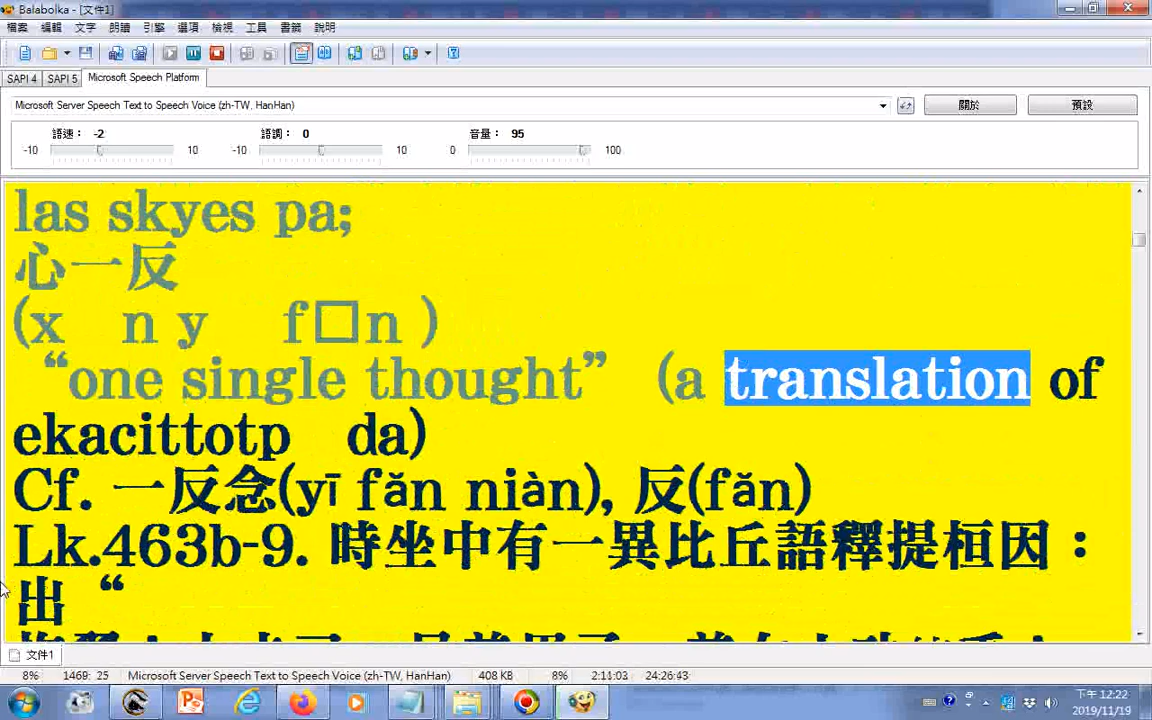 Balabolka - [文件1]
檔案 編輯 文字 朗讀 引擎 選項 檢視 工具 書籤 說明
SAPI 4 SAPI 5 Microsoft Speech Platform
Microsoft Server Speech Text to Speech Voice (zh-TW, HanHan) 關於 預設
語速： -2 語調： 0 音量： 95
-10 10 -10 10 0 100
las skyes pa;
心一反
(x n y f□n )
“one single thought” (a translation of
ekacittotp da)
Cf. 一反念(yī fǎn niàn), 反(fǎn)
Lk.463b-9. 時坐中有一異比丘語釋提桓因：
出“
文件1
8% 1469: 25 Microsoft Server Speech Text to Speech Voice (zh-TW, HanHan) 408 KB 8% 2:11:03 24:26:43
下午 12:22
2019/11/19